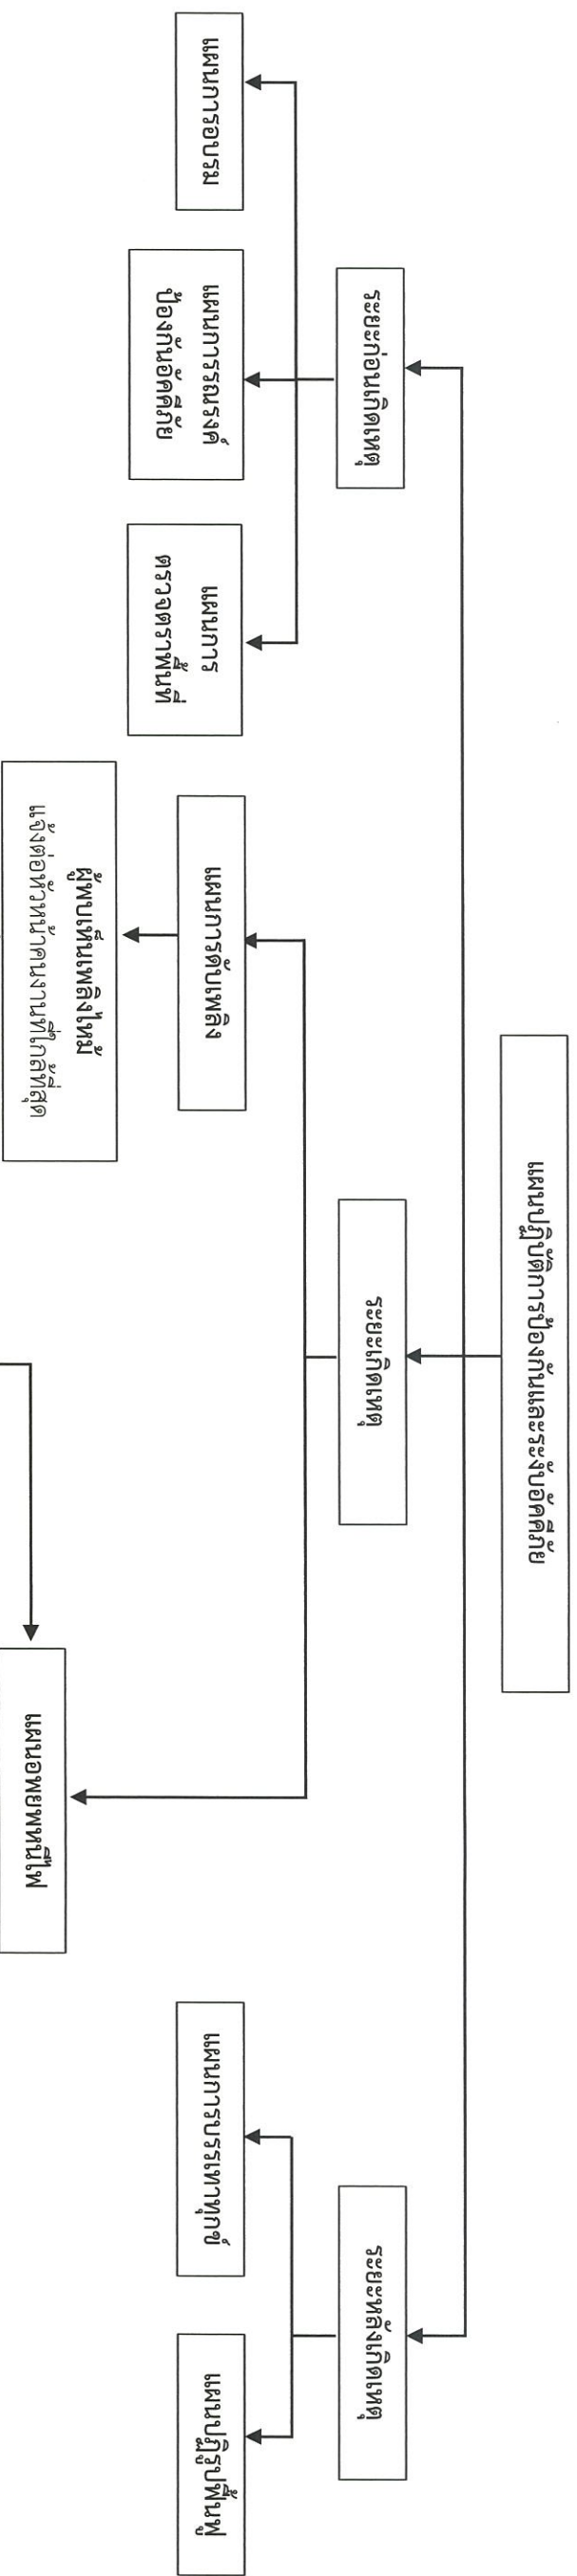 แผนปฏิบัติการป้องกันและระงับอัคคีภัย
ระยะก่อนเกิดเหตุ
ระยะเกิดเหตุ
ระยะหลังเกิดเหตุ
แผนการอบรม
แผนการรณรงค์
ป้องกันอัคคีภัย
แผนการ
ตรวจตราพื้นที่
แผนการดับเพลิง
แผนการบรรเทาทุกข์
แผนปฏิรูปฟื้นฟู
ผู้พบเห็นเพลิงไหม้
แจ้งต่อหัวหน้าคนงานที่ใกล้ที่สุด
แผนอพยพหนีไฟ